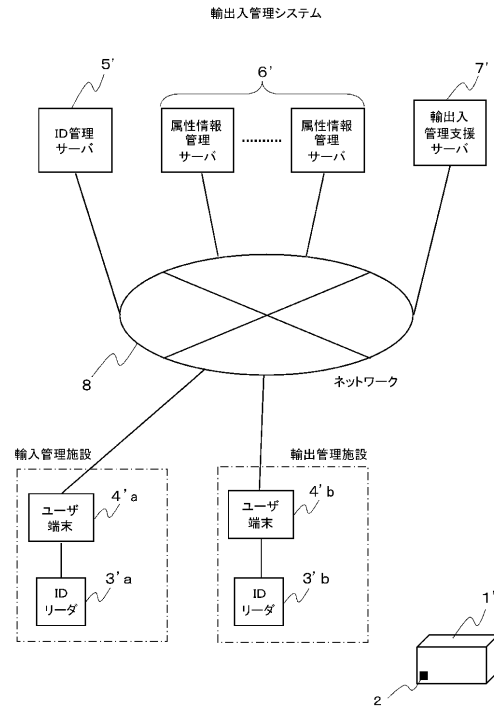 輸出入管理システム
5'
6'
7'
ID管理
サーバ
属性情報
管理
サーバ
属性情報
管理
サーバ
輸出入
管理支援
サーバ
8
ネットワーク
輸入管理施設
輸出管理施設
ユーザ
端末
4'a
ユーザ
端末
4'b
ID
リーダ
3'a
ID
リーダ
3'b
1'
2